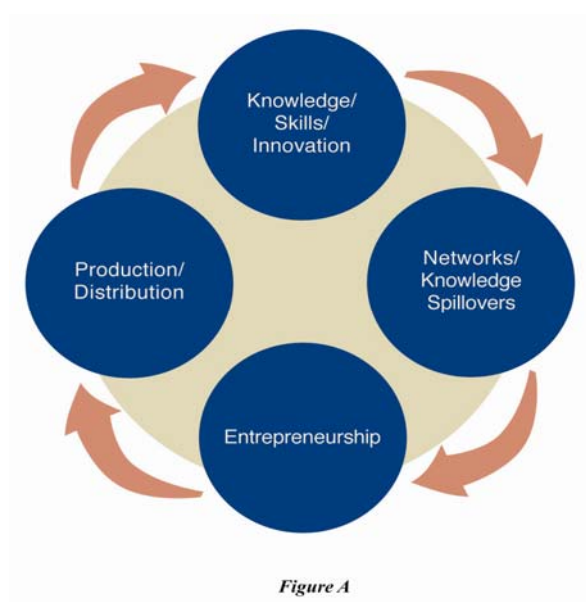 Knowledge/
Skills/
Innovation
Networks/
Knowledge
Spillovers
Production/
Distribution
Entrepreneurship
Figure A